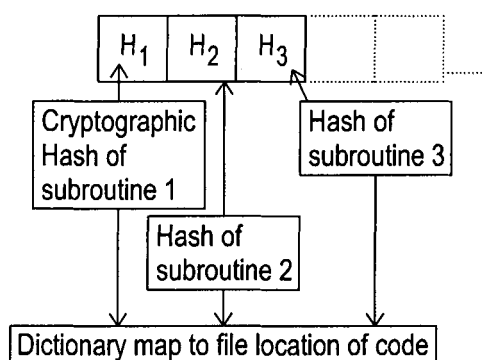 H1 H2 H3
Cryptographic
Hash of
subroutine 1
Hash of
subroutine 3
Hash of
subroutine 2
Dictionary map to file location of code